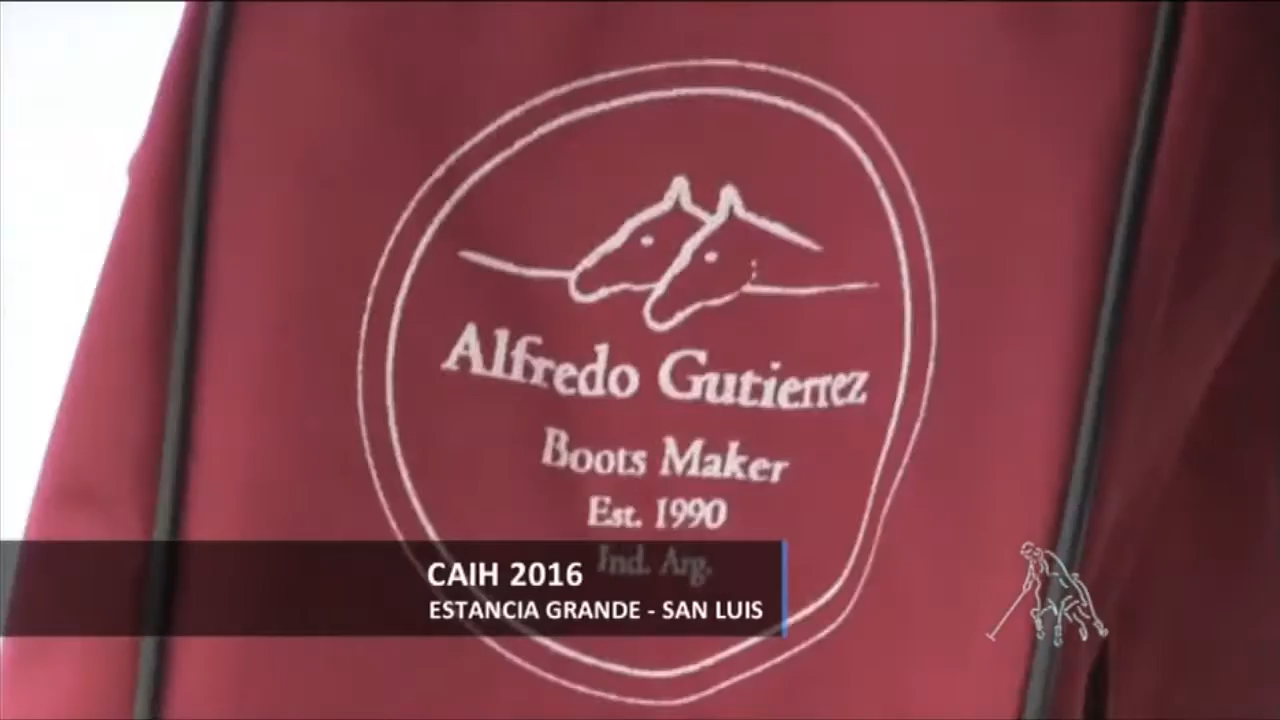 Alfredo Gutierrez
Boots Maker
Est. 1990
Ind. Arg.
CAIH 2016
ESTANCIA GRANDE - SAN LUIS